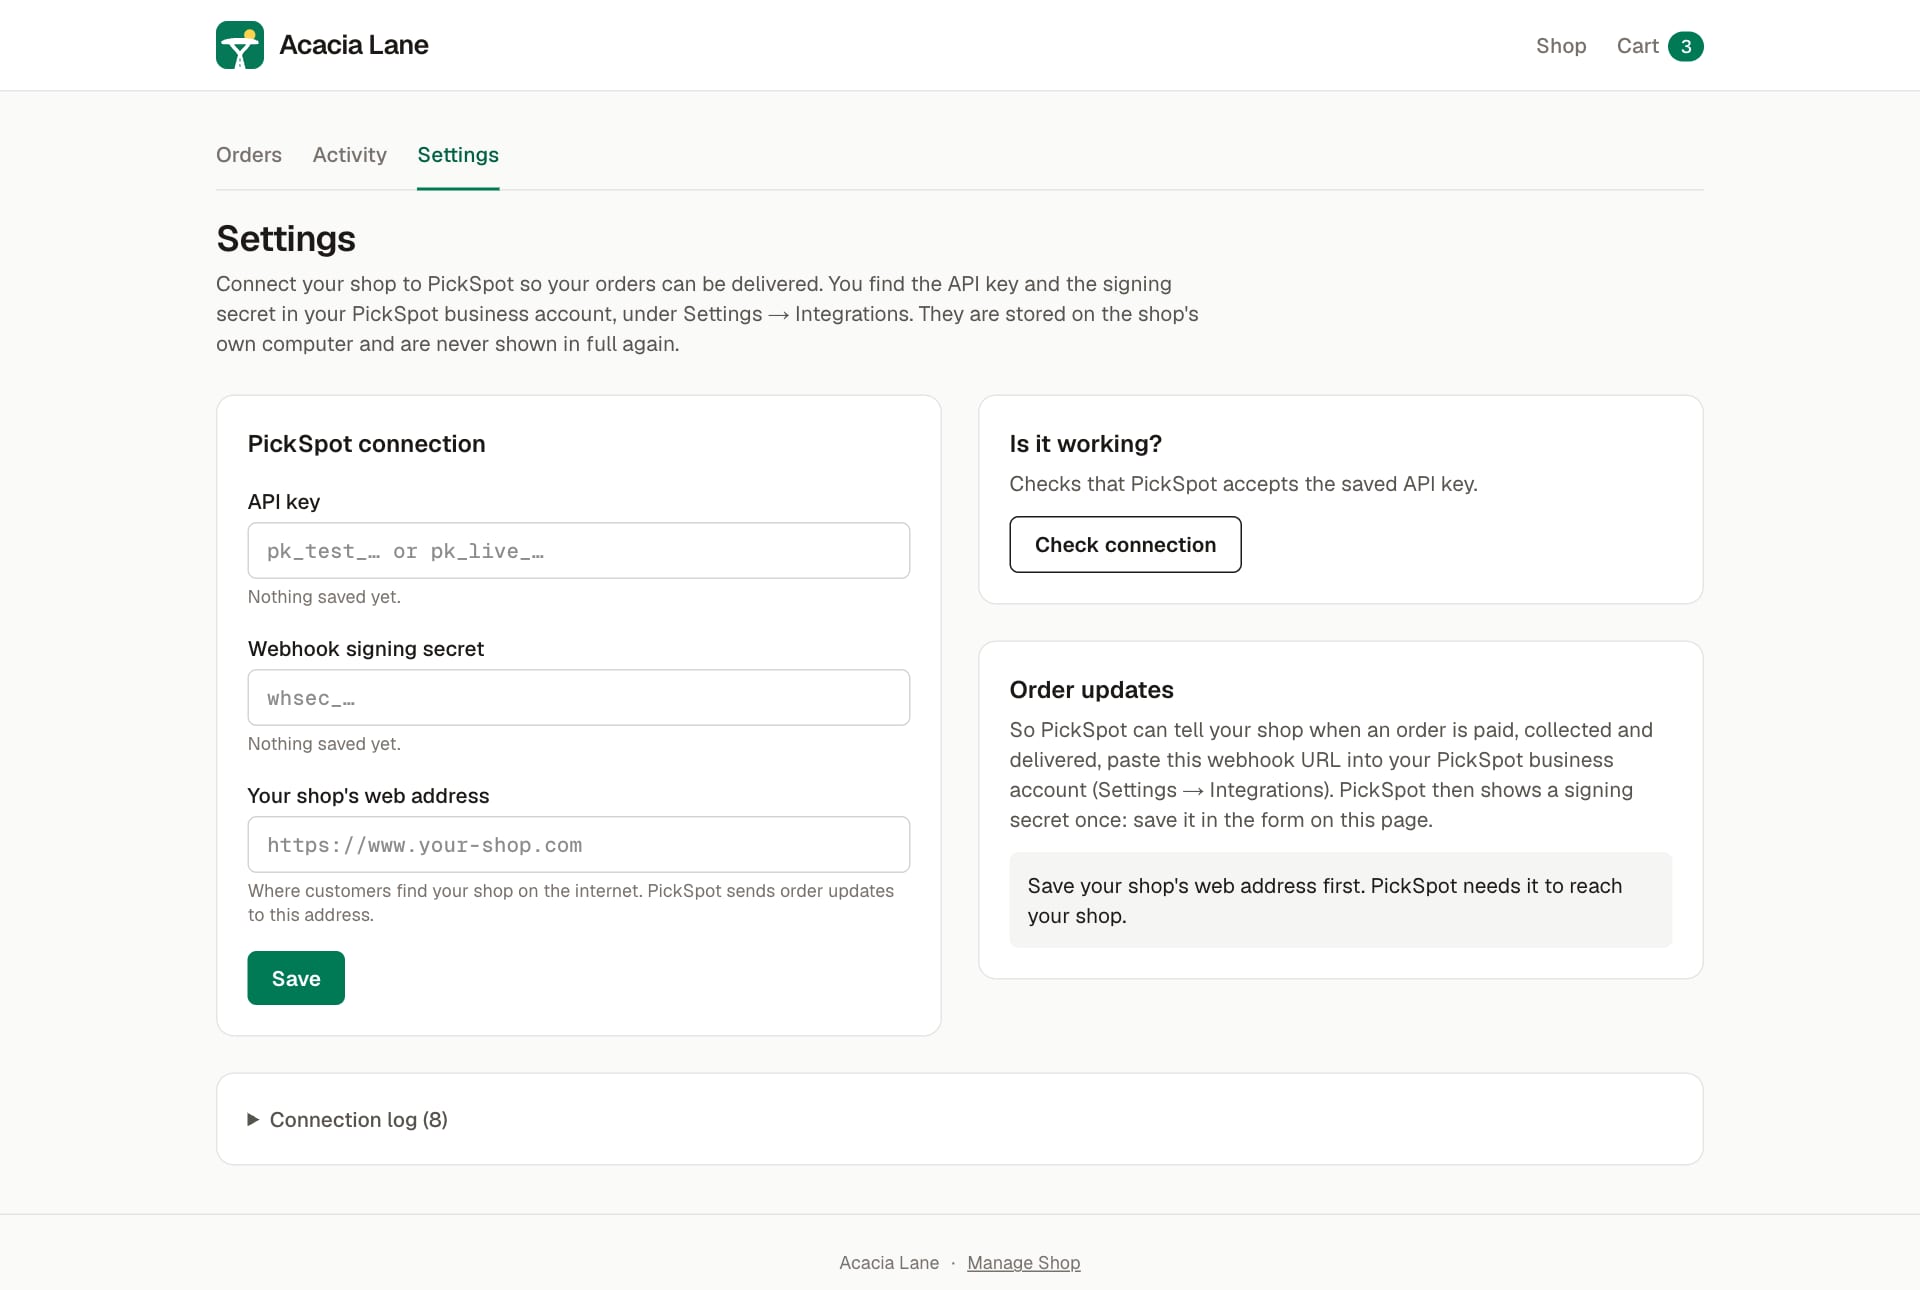 Acacia Lane
Shop
Cart 3
Orders
Activity
Settings
Settings
Connect your shop to PickSpot so your orders can be delivered. You find the API key and the signing
secret in your PickSpot business account, under Settings → Integrations. They are stored on the shop's
own computer and are never shown in full again.
PickSpot connection
API key
pk_test_… or pk_live_…
Nothing saved yet.
Webhook signing secret
whsec_…
Nothing saved yet.
Your shop's web address
https://www.your-shop.com
Where customers find your shop on the internet. PickSpot sends order updates
to this address.
Save
Is it working?
Checks that PickSpot accepts the saved API key.
Check connection
Order updates
So PickSpot can tell your shop when an order is paid, collected and
delivered, paste this webhook URL into your PickSpot business
account (Settings → Integrations). PickSpot then shows a signing
secret once: save it in the form on this page.
Save your shop's web address first. PickSpot needs it to reach
your shop.
Connection log (8)
Acacia Lane · Manage Shop